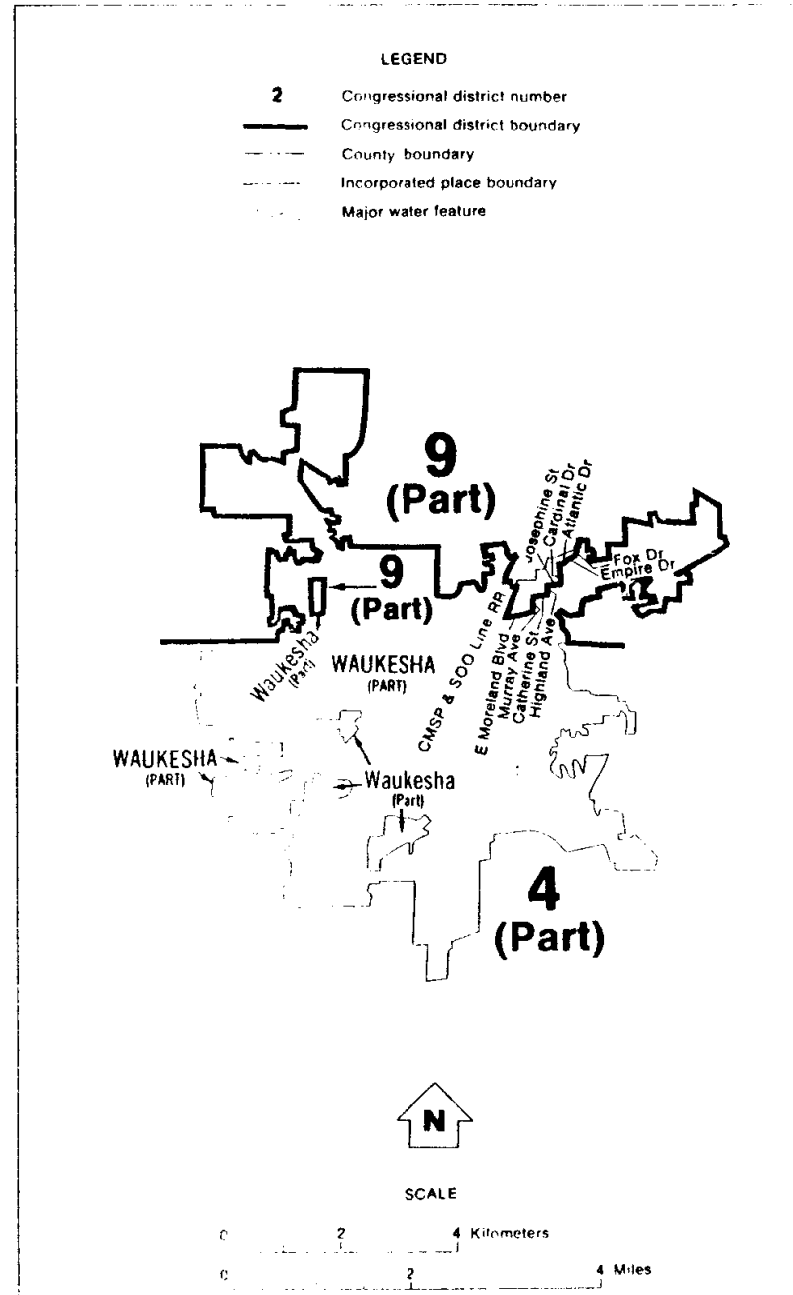 LEGEND
2 Congressional district number
Congressional district boundary
County boundary
Incorporated place boundary
Major water feature
9
(Part)
Josephine St
Cardinal Dr
Atlantic Dr
Fox Dr
Empire Dr
9
(Part)
Waukesha
(Part)
WAUKESHA
(PART)
CMSP & SOO Line RR
E Moreland Blvd
Murray Ave
Catherine St
Highland Ave
WAUKESHA
(PART)
Waukesha
(Part)
4
(Part)
N
SCALE
0 2 4 Kilometers
0 2 4 Miles